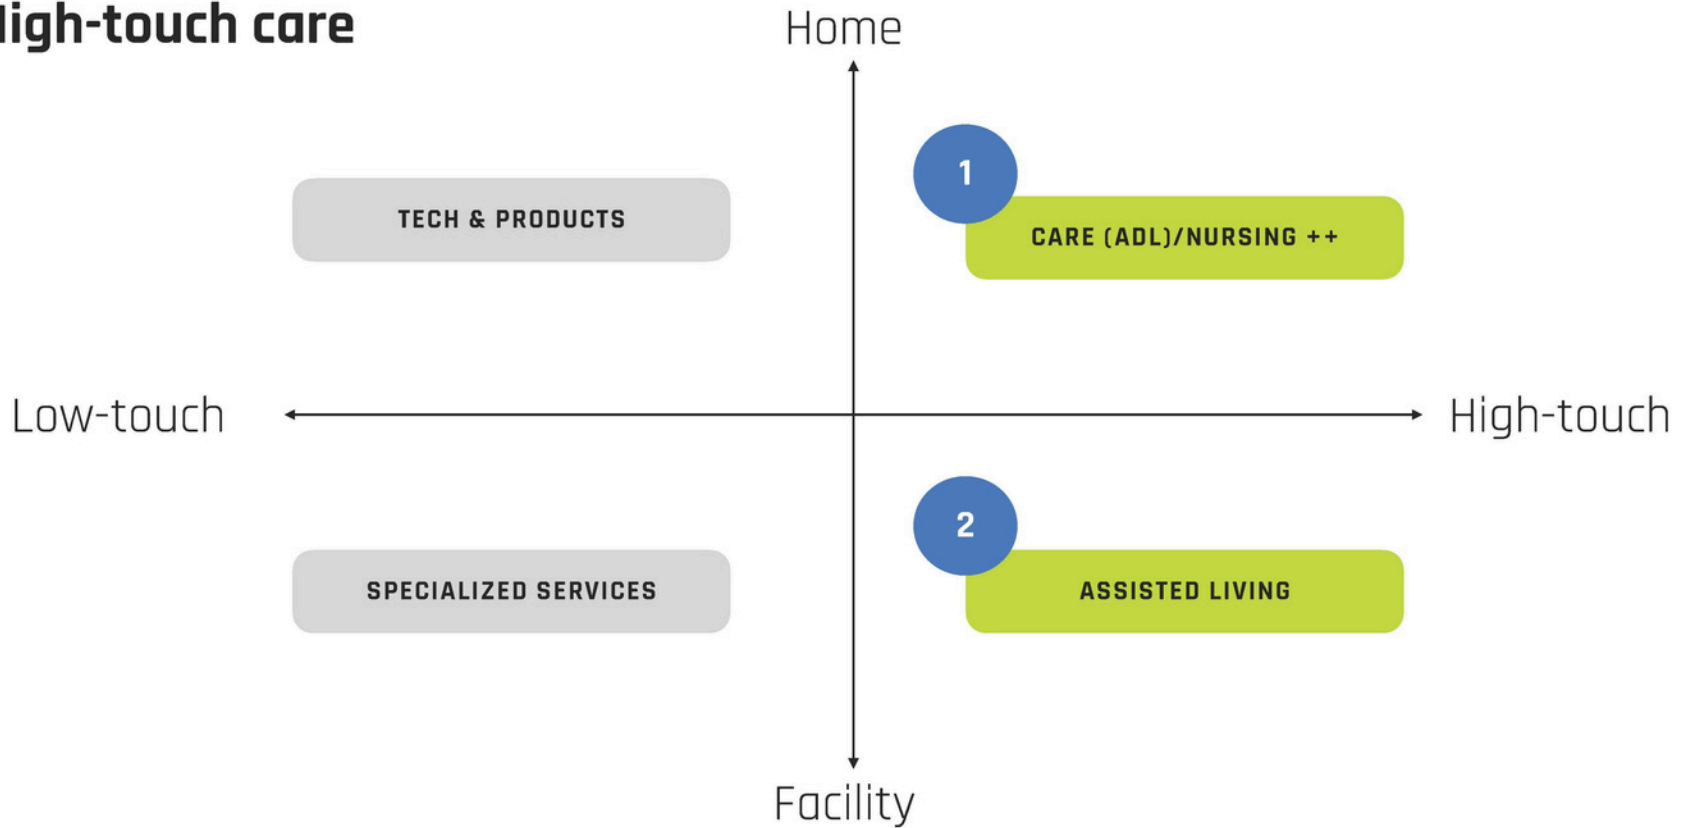 High-touch care
Home
1
TECH & PRODUCTS
CARE (ADL)/NURSING ++
Low-touch
High-touch
2
SPECIALIZED SERVICES
ASSISTED LIVING
Facility